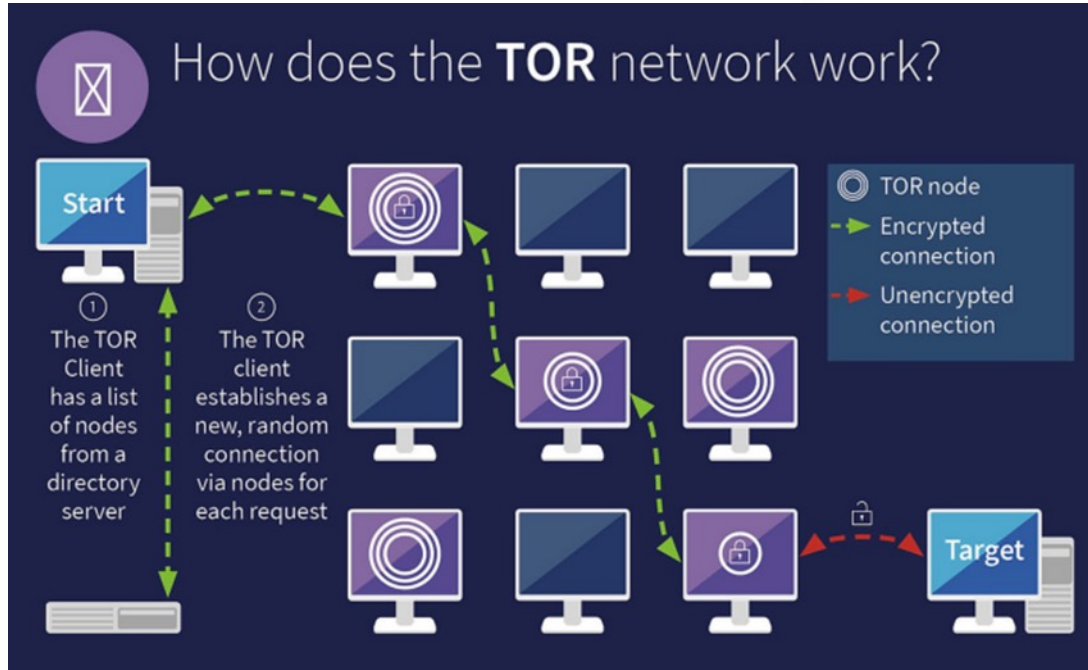 How does the TOR network work?
Start
1
The TOR
Client
has a list
of nodes
from a
directory
server
2
The TOR
client
establishes a
new, random
connection
via nodes for
each request
TOR node
Encrypted
connection
Unencrypted
connection
Target